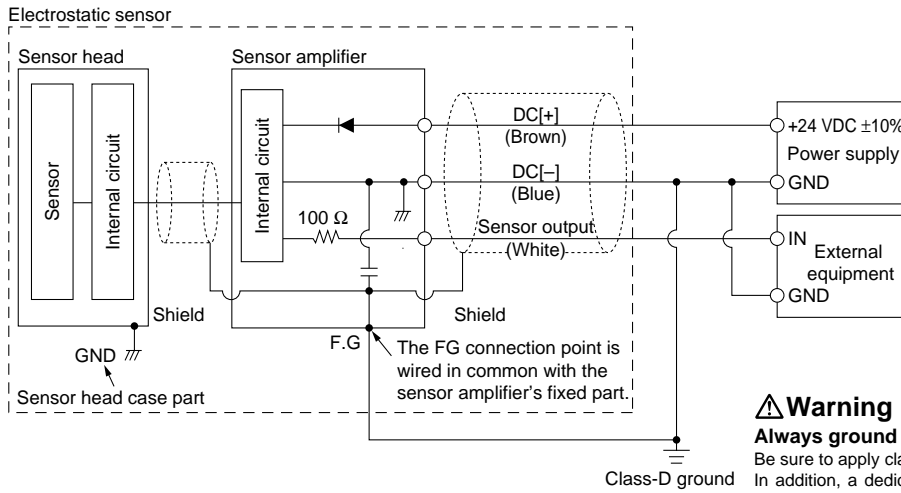 Electrostatic sensor
Sensor head
Sensor amplifier
Sensor
Internal circuit
Internal circuit
DC[+]
(Brown)
DC[–]
(Blue)
100 Ω
Sensor output
(White)
+24 VDC ±10%
Power supply
GND
IN
External
equipment
GND
Shield
Shield
F.G
GND
Sensor head case part
The FG connection point is
wired in common with the
sensor amplifier's fixed part.
Class-D ground
⚠Warning
Always ground
Be sure to apply cla
In addition, a dedic